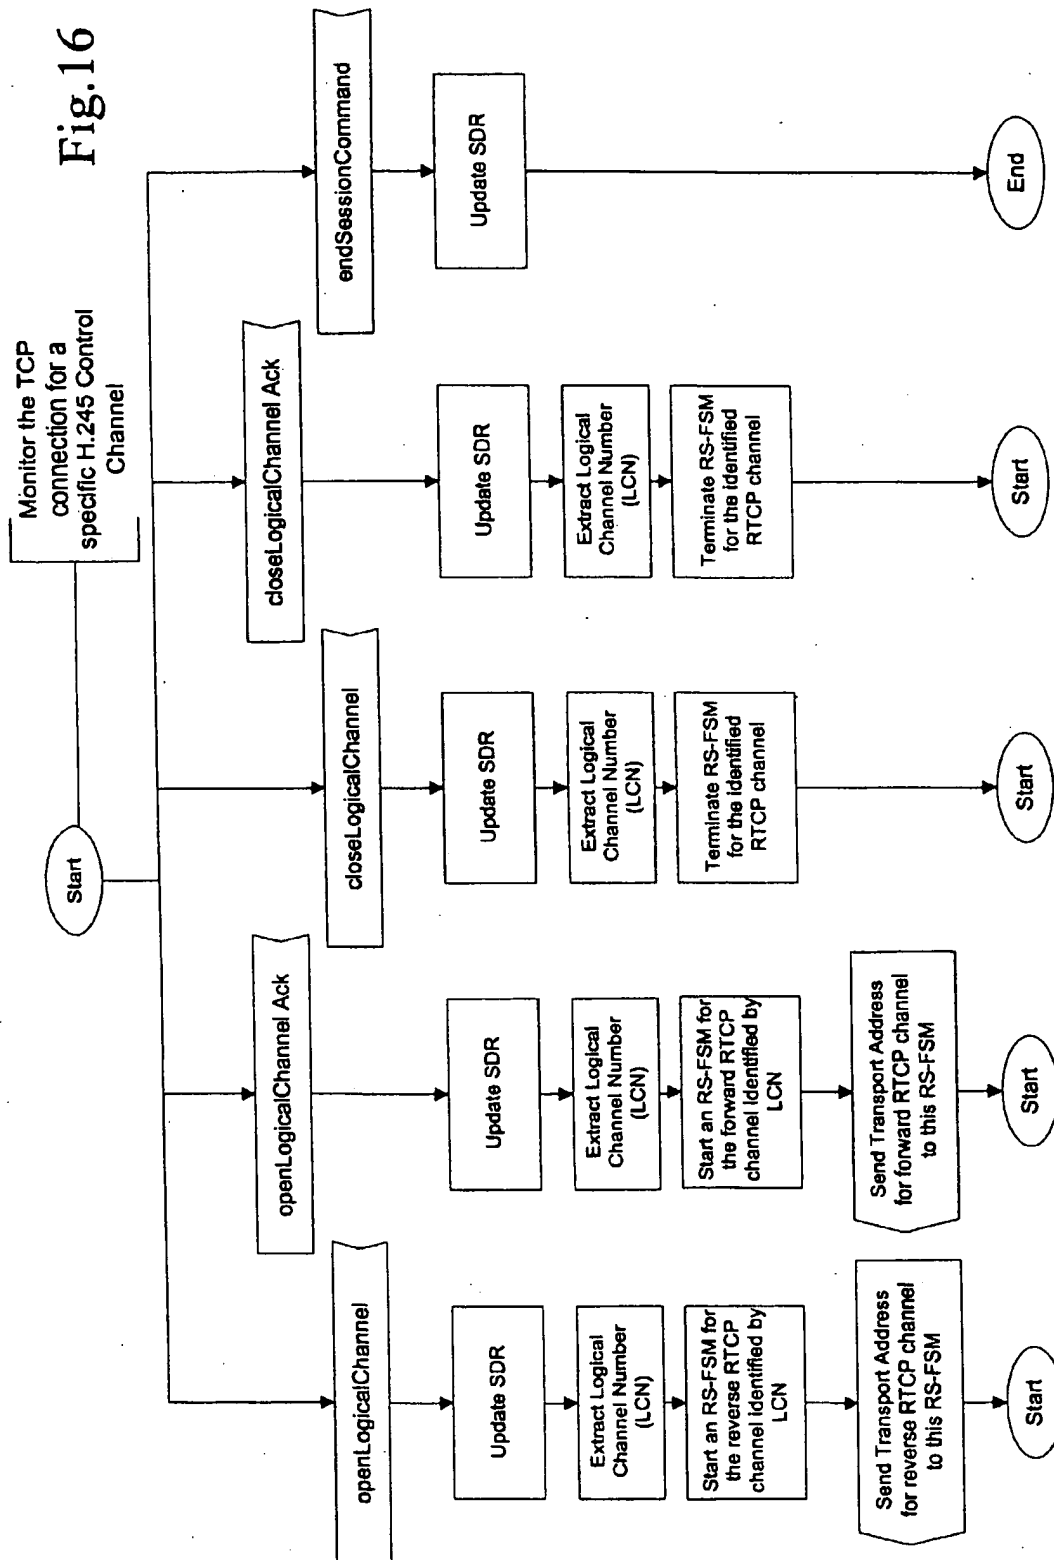 Fig.16
Monitor the TCP
connection for a
specific H.245 Control
Channel
Start
openLogicalChannel
Update SDR
Extract Logical
Channel Number
(LCN)
Start an RS-FSM for
the reverse RTCP
channel identified by
LCN
Send Transport Address
for reverse RTCP channel
to this RS-FSM
Start
openLogicalChannel Ack
Update SDR
Extract Logical
Channel Number
(LCN)
Start an RS-FSM for
the forward RTCP
channel identified by
LCN
Send Transport Address
for forward RTCP channel
to this RS-FSM
Start
closeLogicalChannel
Update SDR
Extract Logical
Channel Number
(LCN)
Terminate RS-FSM
for the identified
RTCP channel
Start
closeLogicalChannel Ack
Update SDR
Extract Logical
Channel Number
(LCN)
Terminate RS-FSM
for the identified
RTCP channel
Start
endSessionCommand
Update SDR
End